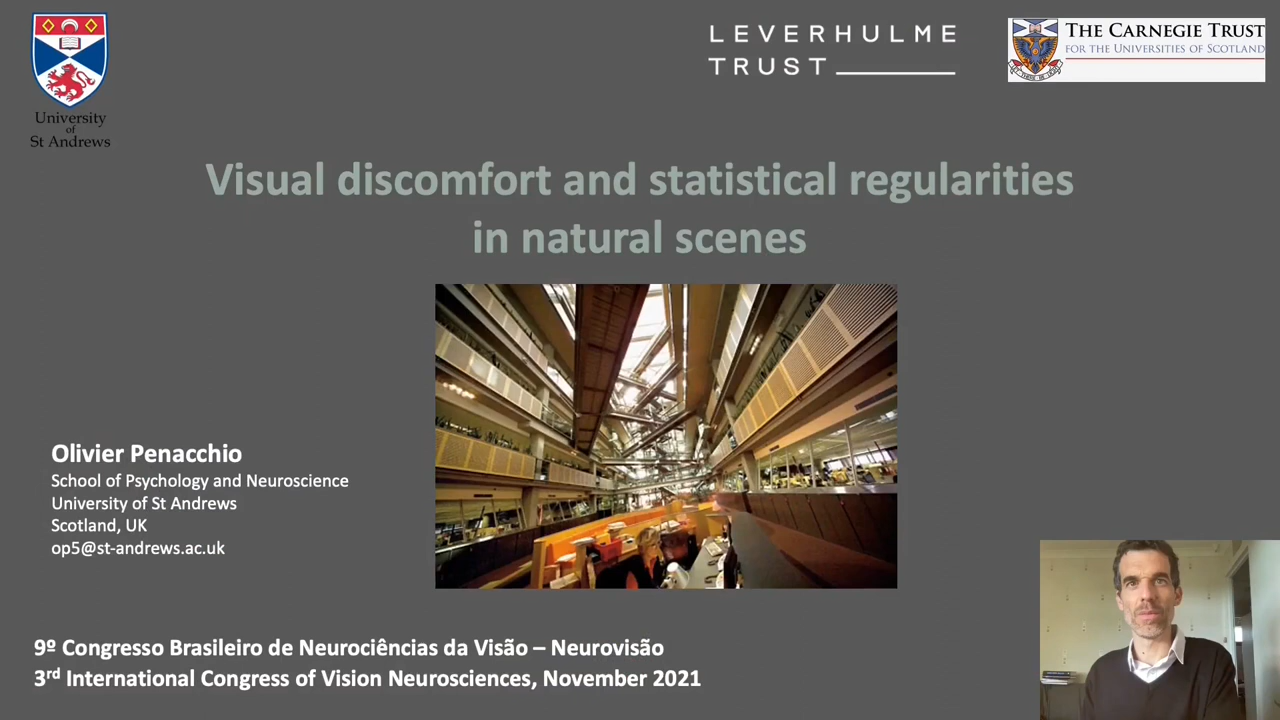 LEVERHULME
TRUST
THE CARNEGIE TRUST
FOR THE UNIVERSITIES OF SCOTLAND
University
of
St Andrews
Visual discomfort and statistical regularities
in natural scenes
Olivier Penacchio
School of Psychology and Neuroscience
University of St Andrews
Scotland, UK
op5@st-andrews.ac.uk
9º Congresso Brasileiro de Neurociências da Visão – Neurovisão
3rd International Congress of Vision Neurosciences, November 2021